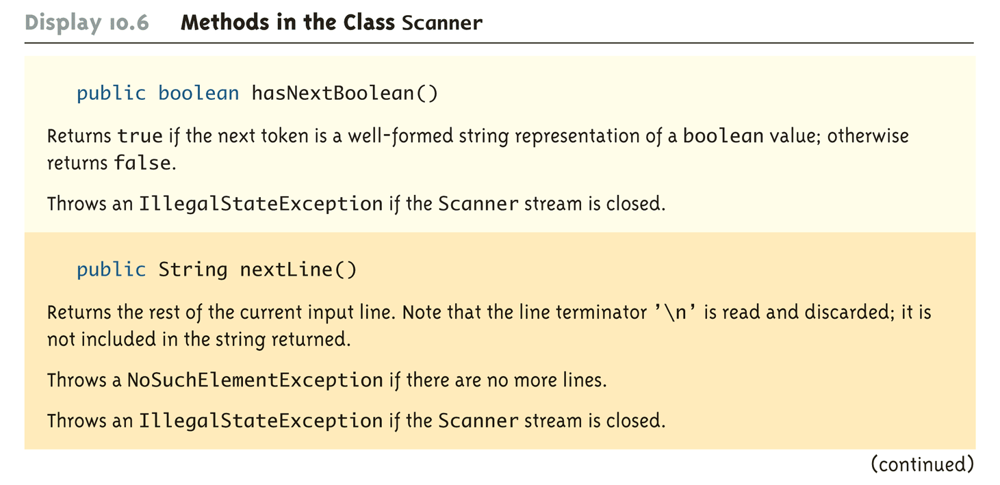 Display 10.6 Methods in the Class Scanner
public boolean hasNextBoolean()
Returns true if the next token is a well-formed string representation of a boolean value; otherwise
returns false.
Throws an IllegalStateException if the Scanner stream is closed.
public String nextLine()
Returns the rest of the current input line. Note that the line terminator ’\n’ is read and discarded; it is
not included in the string returned.
Throws a NoSuchElementException if there are no more lines.
Throws an IllegalStateException if the Scanner stream is closed.
(continued)